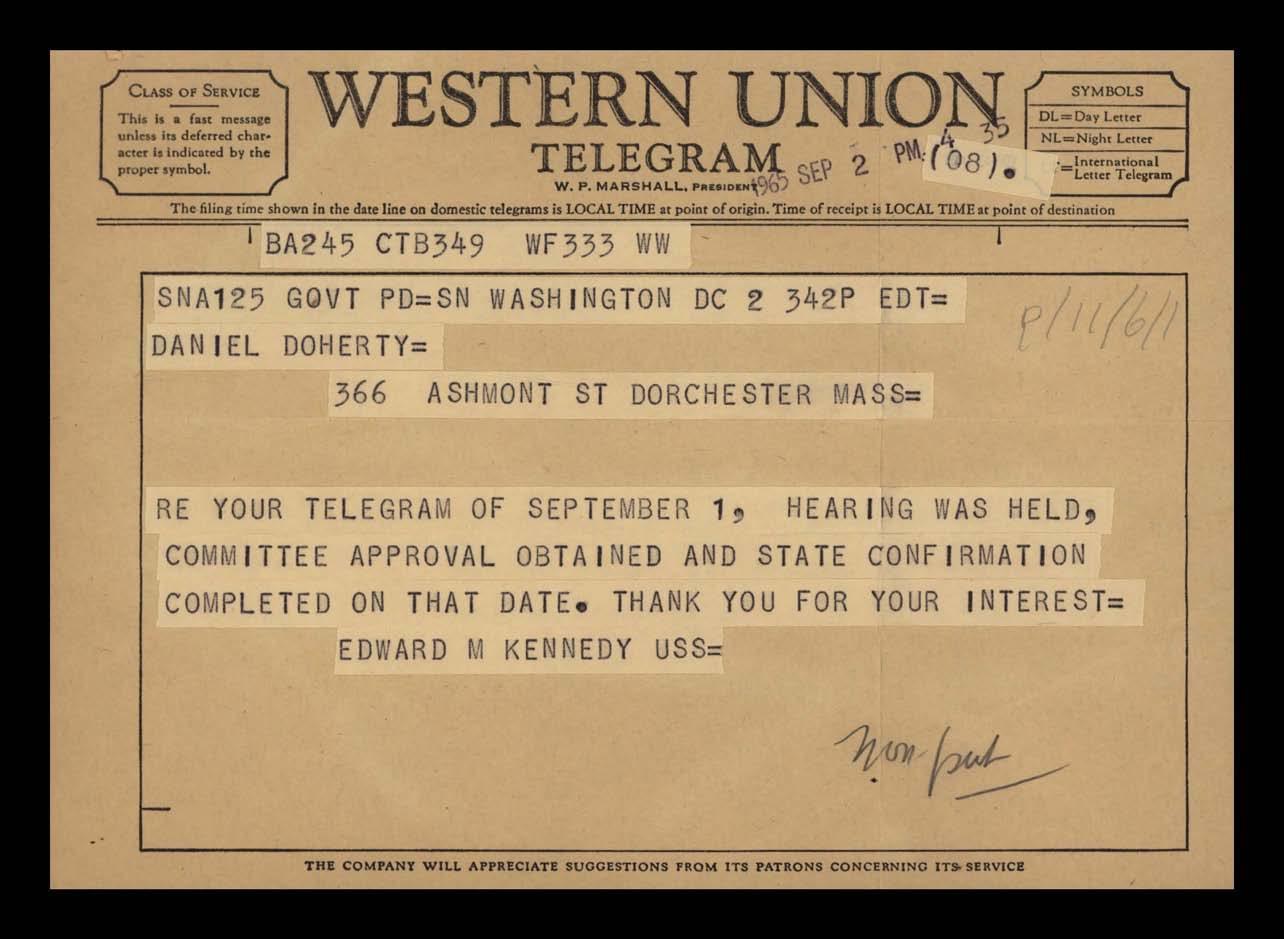 CLASS OF SERVICE
This is a fast message
unless its deferred char-
acter is indicated by the
proper symbol.
WESTERN UNION
TELEGRAM
W. P. MARSHALL, PRESIDENT
1965 SEP 2 PM 4 35
(08).
SYMBOLS
DL=Day Letter
NL=Night Letter
=International
Letter Telegram
The filing time shown in the date line on domestic telegrams is LOCAL TIME at point of origin. Time of receipt is LOCAL TIME at point of destination
BA245 CTB349 WF333 WW
SNA125 GOVT PD=SN WASHINGTON DC 2 342P EDT=
DANIEL DOHERTY=
366 ASHMONT ST DORCHESTER MASS=
RE YOUR TELEGRAM OF SEPTEMBER 1, HEARING WAS HELD,
COMMITTEE APPROVAL OBTAINED AND STATE CONFIRMATION
COMPLETED ON THAT DATE. THANK YOU FOR YOUR INTEREST=
EDWARD M KENNEDY USS=
THE COMPANY WILL APPRECIATE SUGGESTIONS FROM ITS PATRONS CONCERNING ITS SERVICE